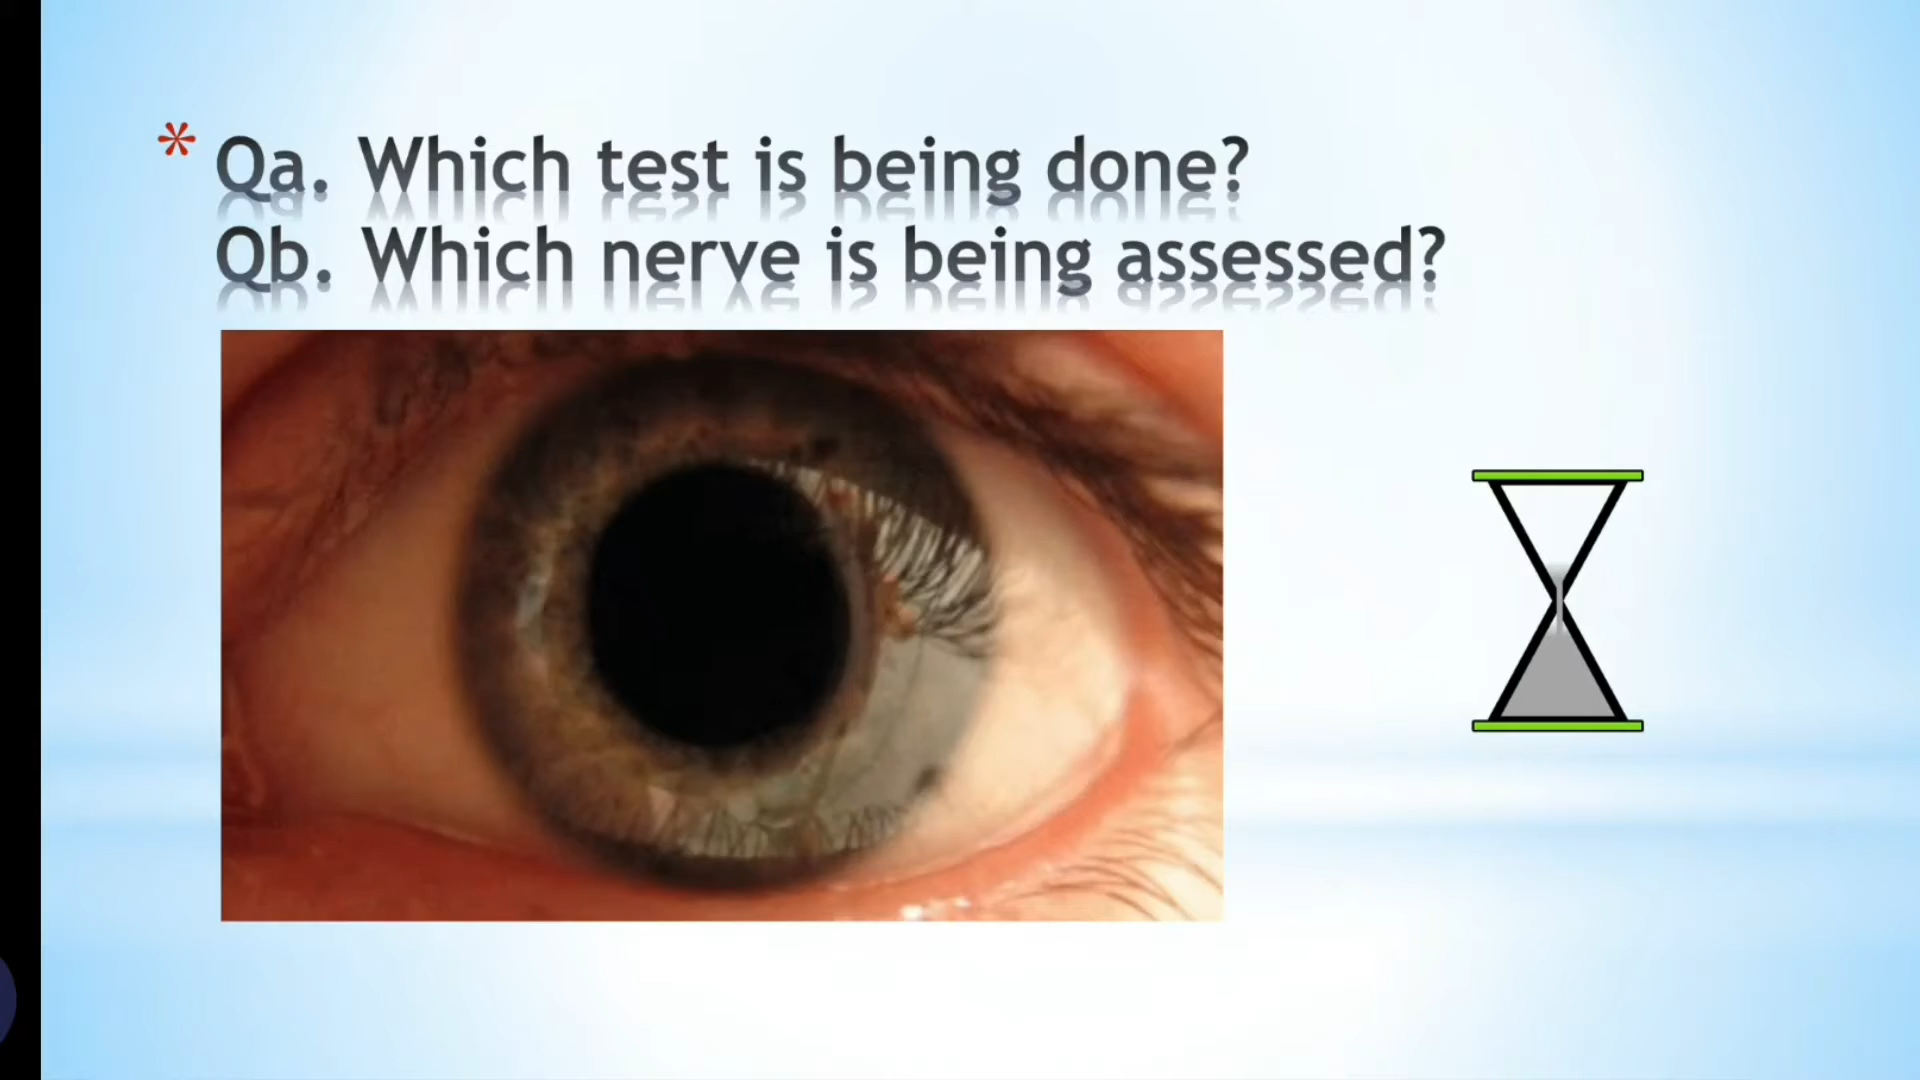 * Qa. Which test is being done?
Qb. Which nerve is being assessed?